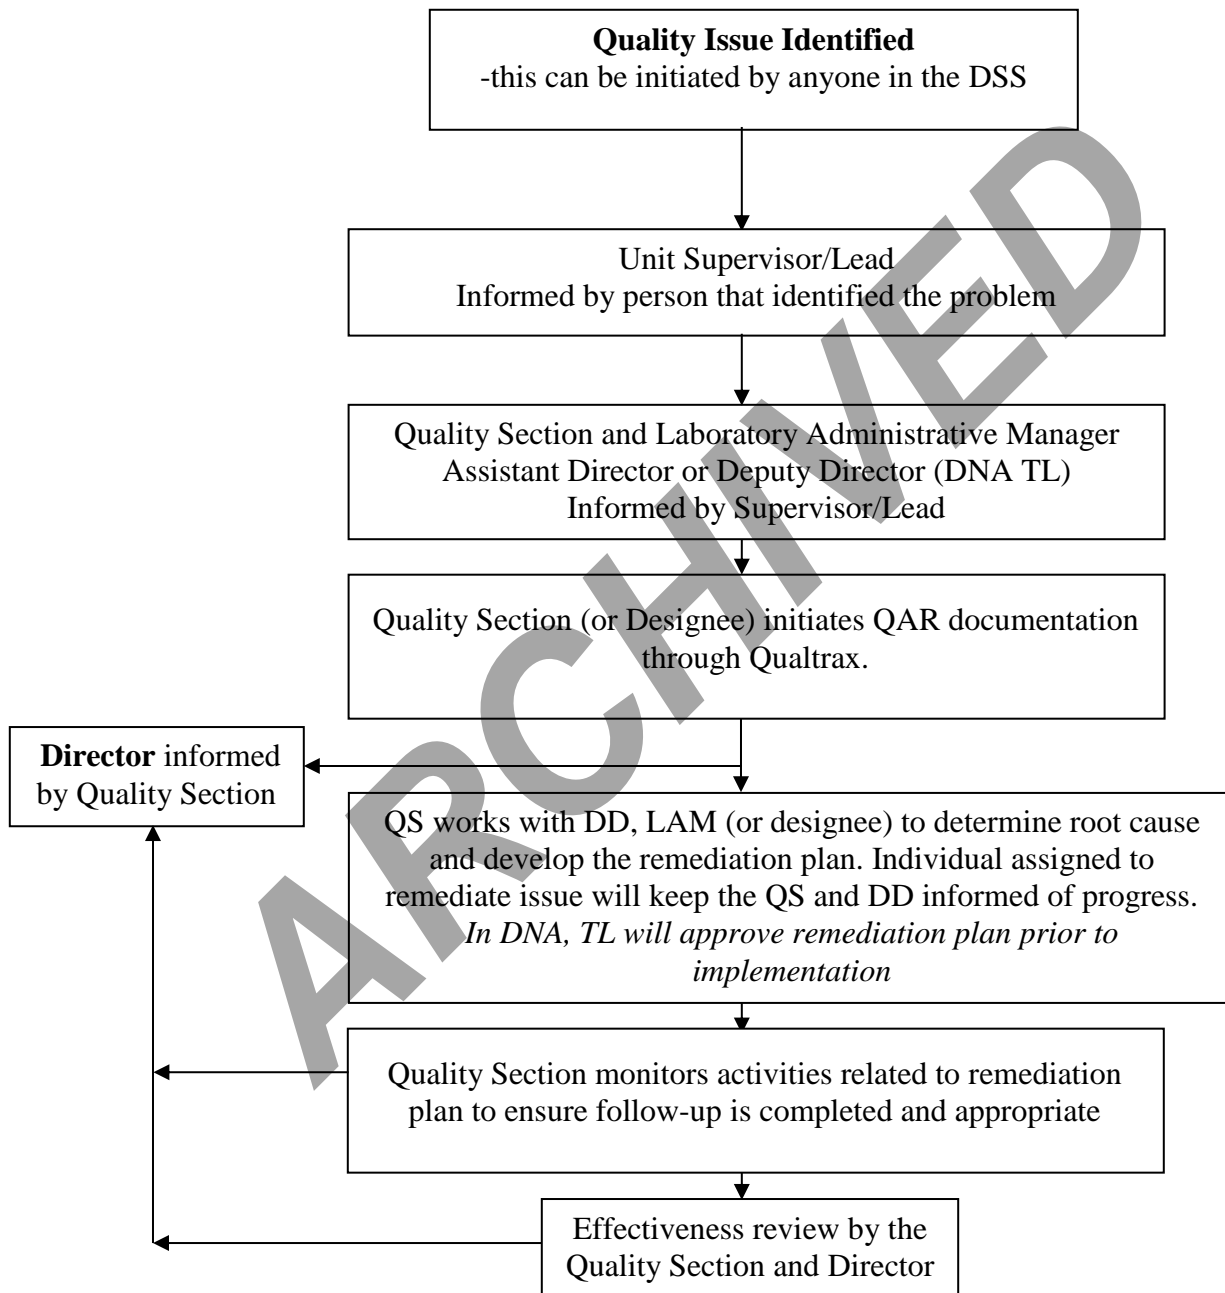 Quality Issue Identified
-this can be initiated by anyone in the DSS
Unit Supervisor/Lead
Informed by person that identified the problem
Quality Section and Laboratory Administrative Manager
Assistant Director or Deputy Director (DNA TL)
Informed by Supervisor/Lead
Quality Section (or Designee) initiates QAR documentation
through Qualtrax.
Director informed
by Quality Section
QS works with DD, LAM (or designee) to determine root cause
and develop the remediation plan. Individual assigned to
remediate issue will keep the QS and DD informed of progress.
In DNA, TL will approve remediation plan prior to
implementation
Quality Section monitors activities related to remediation
plan to ensure follow-up is completed and appropriate
Effectiveness review by the
Quality Section and Director
ARCHIVED